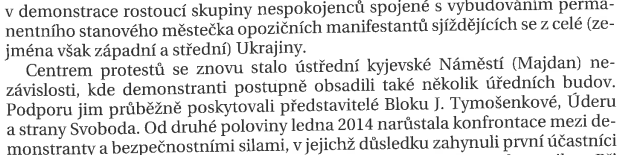 v demonstrace rostoucí skupiny nespokojenců spojené s vybudováním perma-
nentního stanového městečka opozičních manifestantů sjíždějících se z celé (ze-
jména však západní a střední) Ukrajiny.
Centrem protestů se znovu stalo ústřední kyjevské Náměstí (Majdan) ne-
závislosti, kde demonstranti postupně obsadili také několik úředních budov.
Podporu jim průběžně poskytovali představitelé Bloku J. Tymošenkové, Úderu
a strany Svoboda. Od druhé poloviny ledna 2014 narůstala konfrontace mezi de-
monstranty a bezpečnostními silami, v jejichž důsledku zahynuli první účastníci